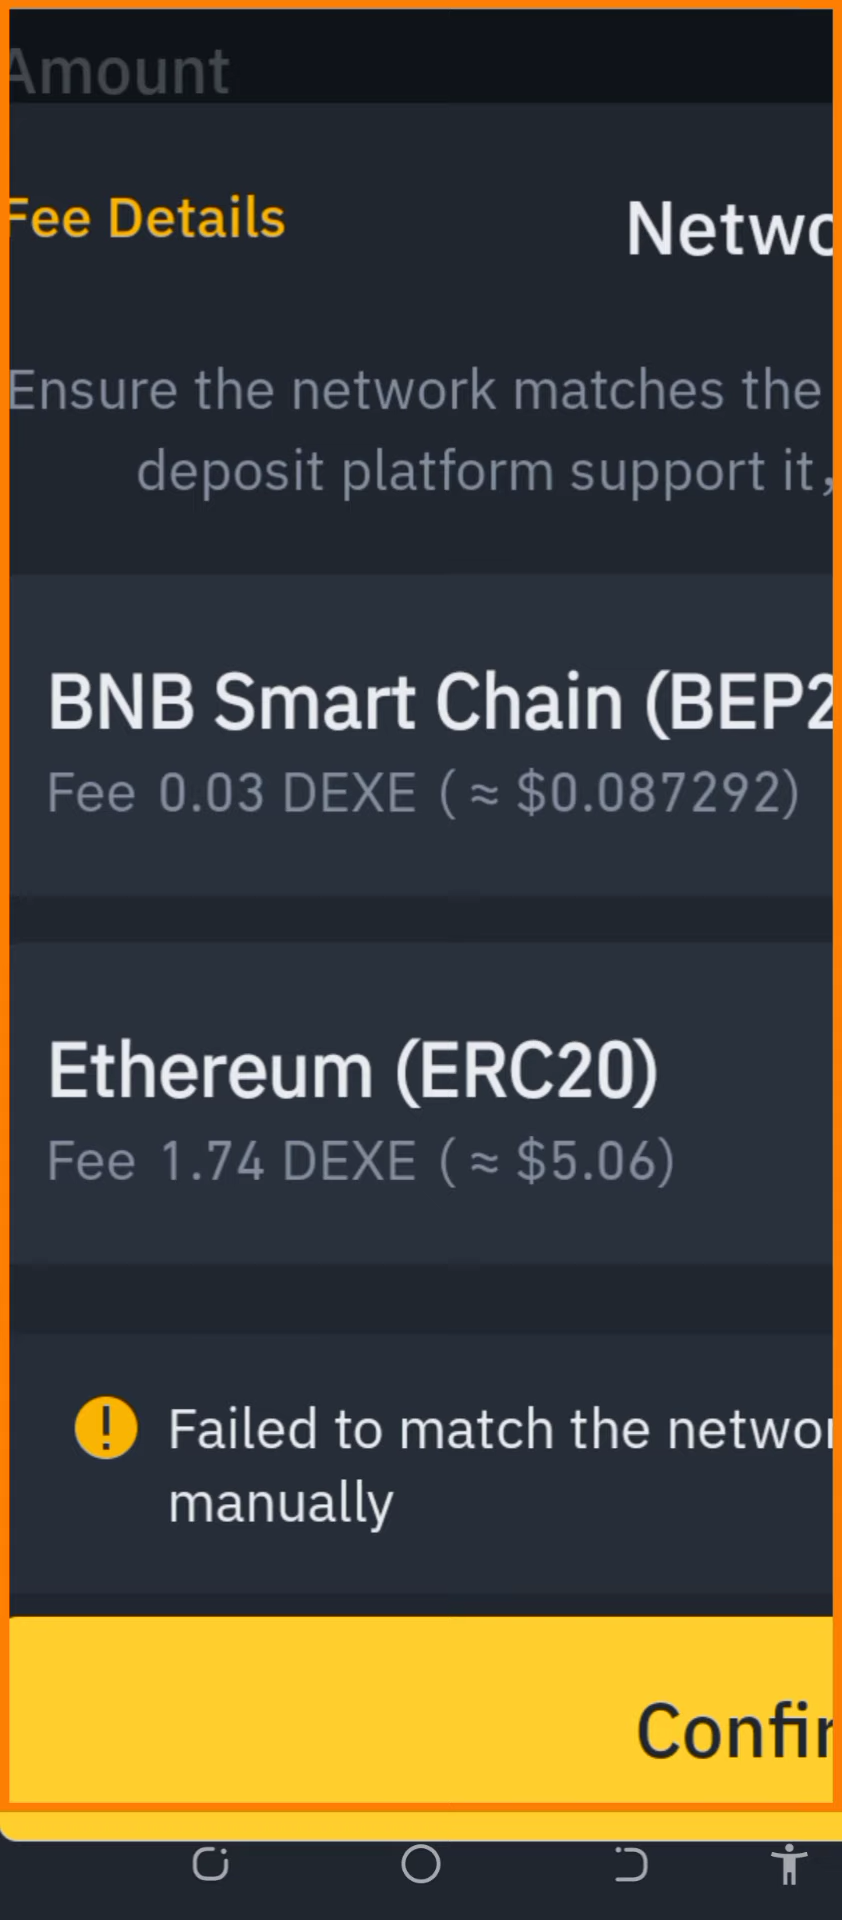 Amount
Fee Details
Netwo
Ensure the network matches the
deposit platform support it,
BNB Smart Chain (BEP2
Fee 0.03 DEXE ( ≈ $0.087292)
Ethereum (ERC20)
Fee 1.74 DEXE ( ≈ $5.06)
Failed to match the networ
manually
Confir